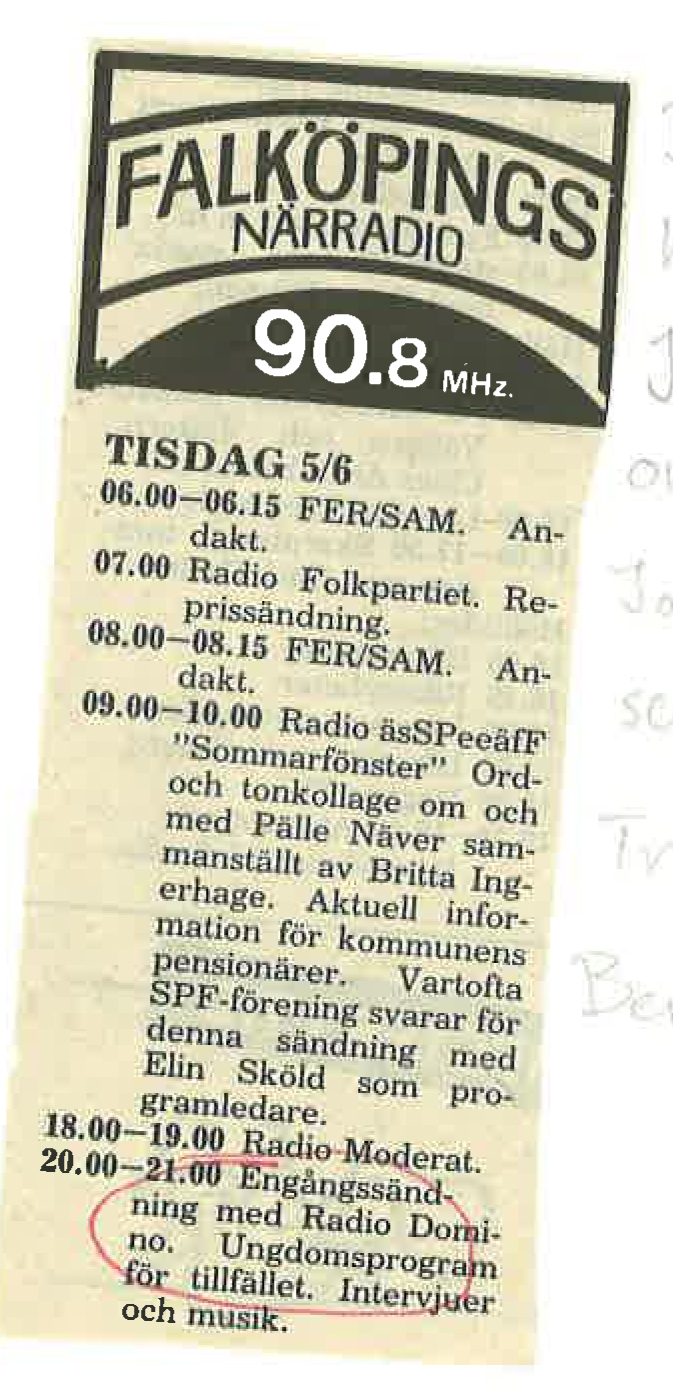 FALKÖPINGS
NÄRRADIO
90.8 MHz.
TISDAG 5/6
06.00—06.15 FER/SAM. An-
dakt.
07.00 Radio Folkpartiet. Re-
prissändning.
08.00—08.15 FER/SAM. An-
dakt.
09.00—10.00 Radio äsSPeeäfF
"Sommarfönster" Ord-
och tonkollage om och
med Pälle Näver sam-
manställt av Britta Ing-
erhage. Aktuell infor-
mation för kommunens
pensionärer. Vartofta
SPF-förening svarar för
denna sändning med
Elin Sköld som pro-
gramledare.
18.00—19.00 Radio Moderat.
20.00—21.00 Engångssänd-
ning med Radio Domi-
no. Ungdomsprogram
för tillfället. Intervjuer
och musik.